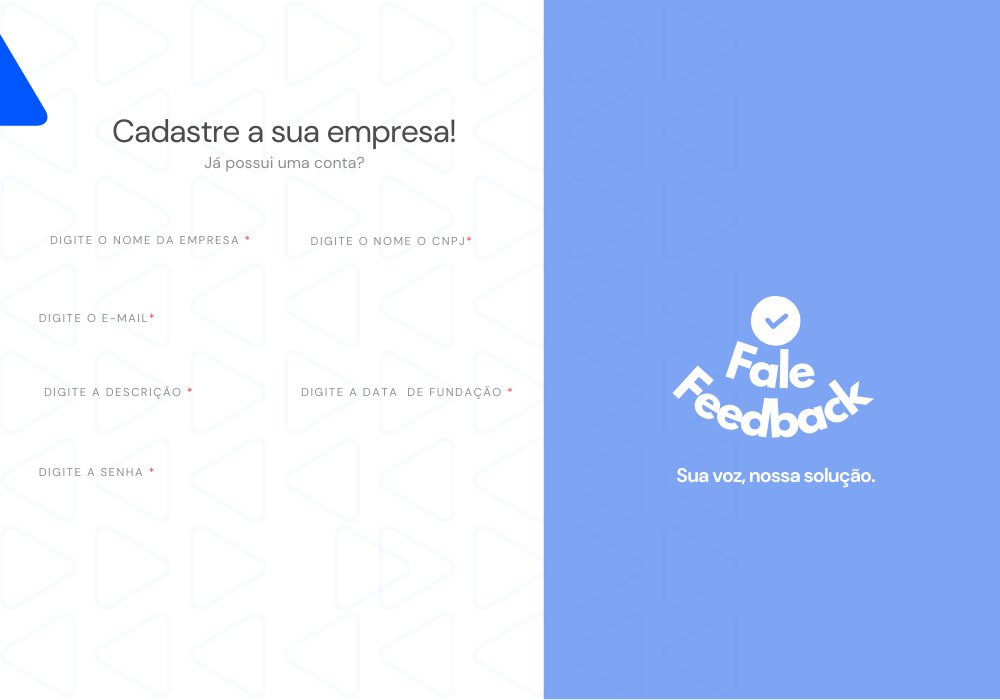 Cadastre a sua empresa!
Já possui uma conta?
DIGITE O NOME DA EMPRESA *
DIGITE O NOME O CNPJ*
DIGITE O E-MAIL*
DIGITE A DESCRIÇÃO *
DIGITE A DATA DE FUNDAÇÃO *
DIGITE A SENHA *
Fale
Feedback
Sua voz, nossa solução.